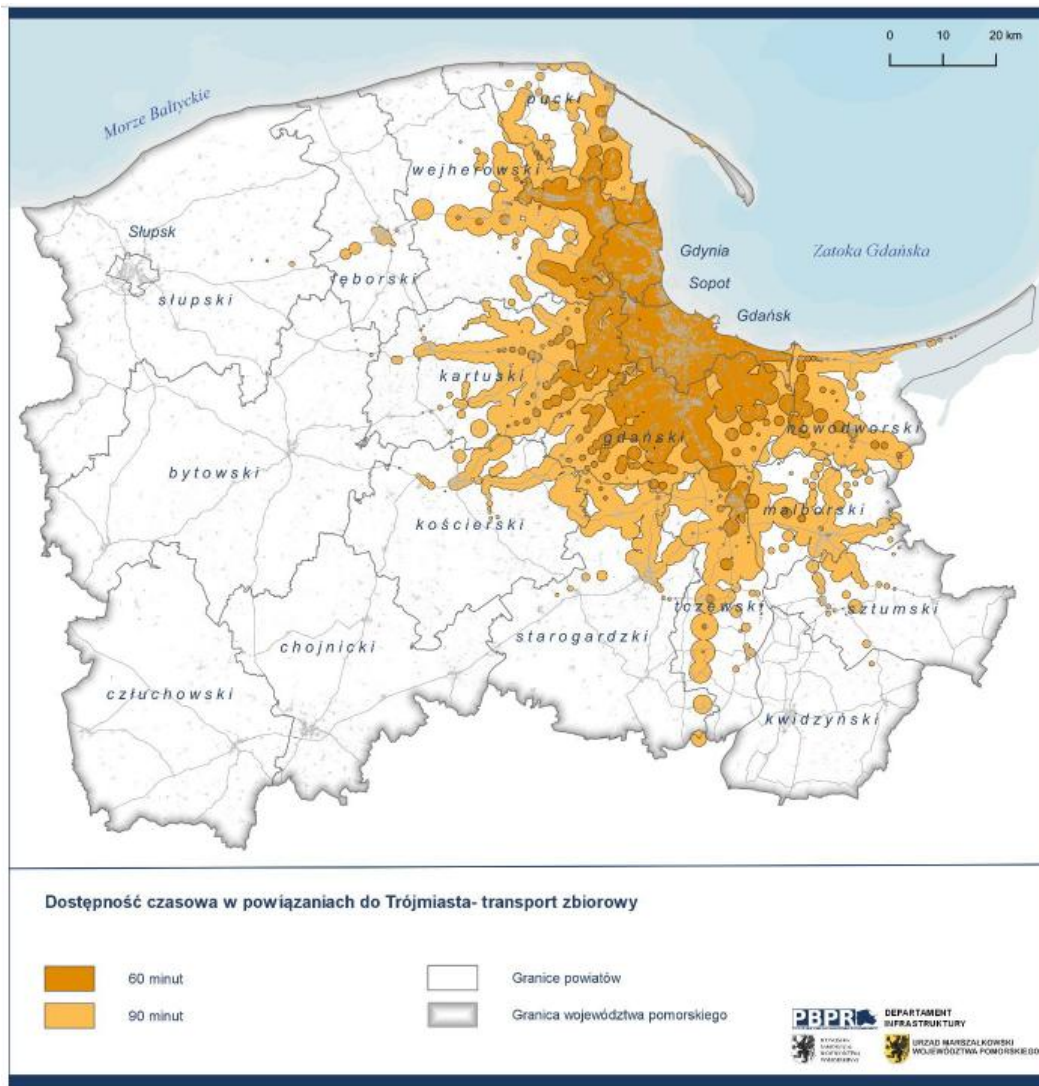 0 10 20 km
Morze Bałtyckie
pucki
wejherowski
Słupsk
Gdynia
Zatoka Gdańska
Sopot
słupski
lęborski
Gdańsk
kartuski
gdański
nowodworski
bytowski
malborski
kościerski
tczewski
sztumski
starogardzki
chojnicki
człuchowski
kwidzyński
Dostępność czasowa w powiązaniach do Trójmiasta- transport zbiorowy
60 minut
Granice powiatów
90 minut
Granica województwa pomorskiego
PBPR
DEPARTAMENT
INFRASTRUKTURY
URZĄD MARSZAŁKOWSKI
WOJEWÓDZTWA POMORSKIEGO